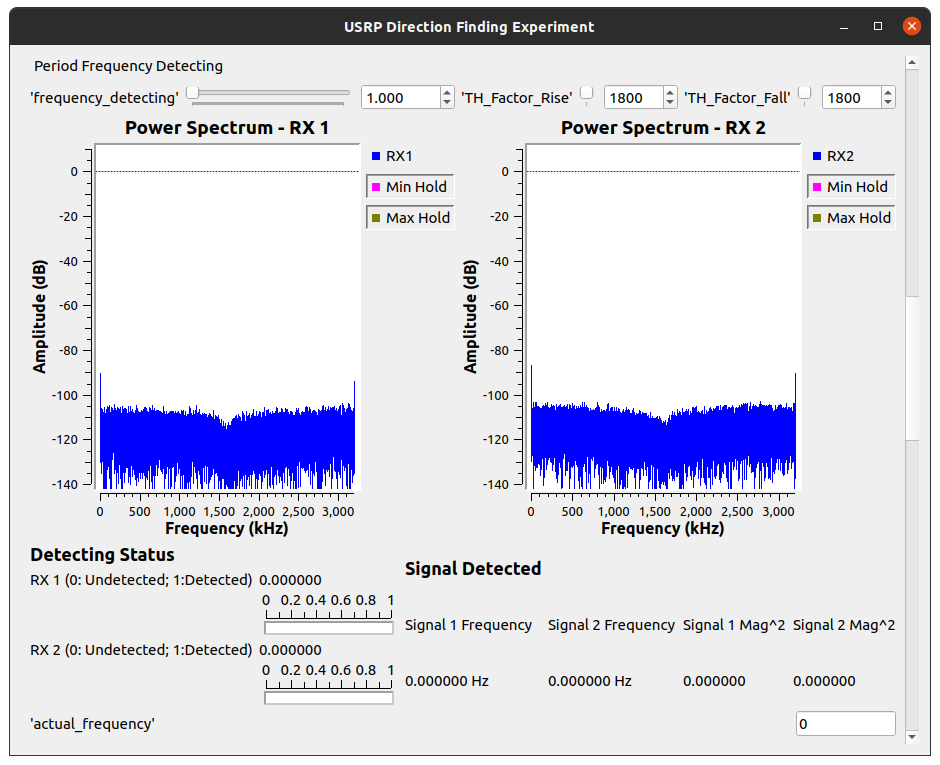 USRP Direction Finding Experiment
Period Frequency Detecting
'frequency_detecting' 1.000 'TH_Factor_Rise' 1800 'TH_Factor_Fall' 1800
Power Spectrum - RX 1
RX1
Min Hold
Max Hold
Amplitude (dB)
0
-20
-40
-60
-80
-100
-120
-140
0 500 1,000 1,500 2,000 2,500 3,000
Frequency (kHz)
Power Spectrum - RX 2
RX2
Min Hold
Max Hold
Amplitude (dB)
0
-20
-40
-60
-80
-100
-120
-140
0 500 1,000 1,500 2,000 2,500 3,000
Frequency (kHz)
Detecting Status
RX 1 (0: Undetected; 1:Detected) 0.000000
0 0.2 0.4 0.6 0.8 1
RX 2 (0: Undetected; 1:Detected) 0.000000
0 0.2 0.4 0.6 0.8 1
Signal Detected
Signal 1 Frequency Signal 2 Frequency Signal 1 Mag^2 Signal 2 Mag^2
0.000000 Hz 0.000000 Hz 0.000000 0.000000
'actual_frequency' 0